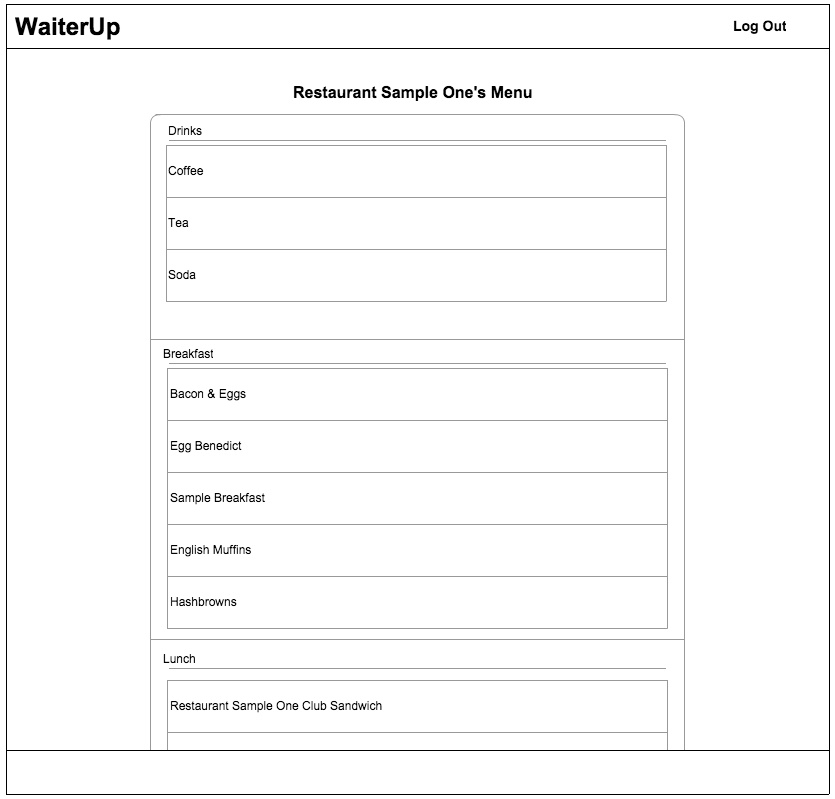 WaiterUp
Log Out
Restaurant Sample One's Menu
Drinks
Coffee
Tea
Soda
Breakfast
Bacon & Eggs
Egg Benedict
Sample Breakfast
English Muffins
Hashbrowns
Lunch
Restaurant Sample One Club Sandwich